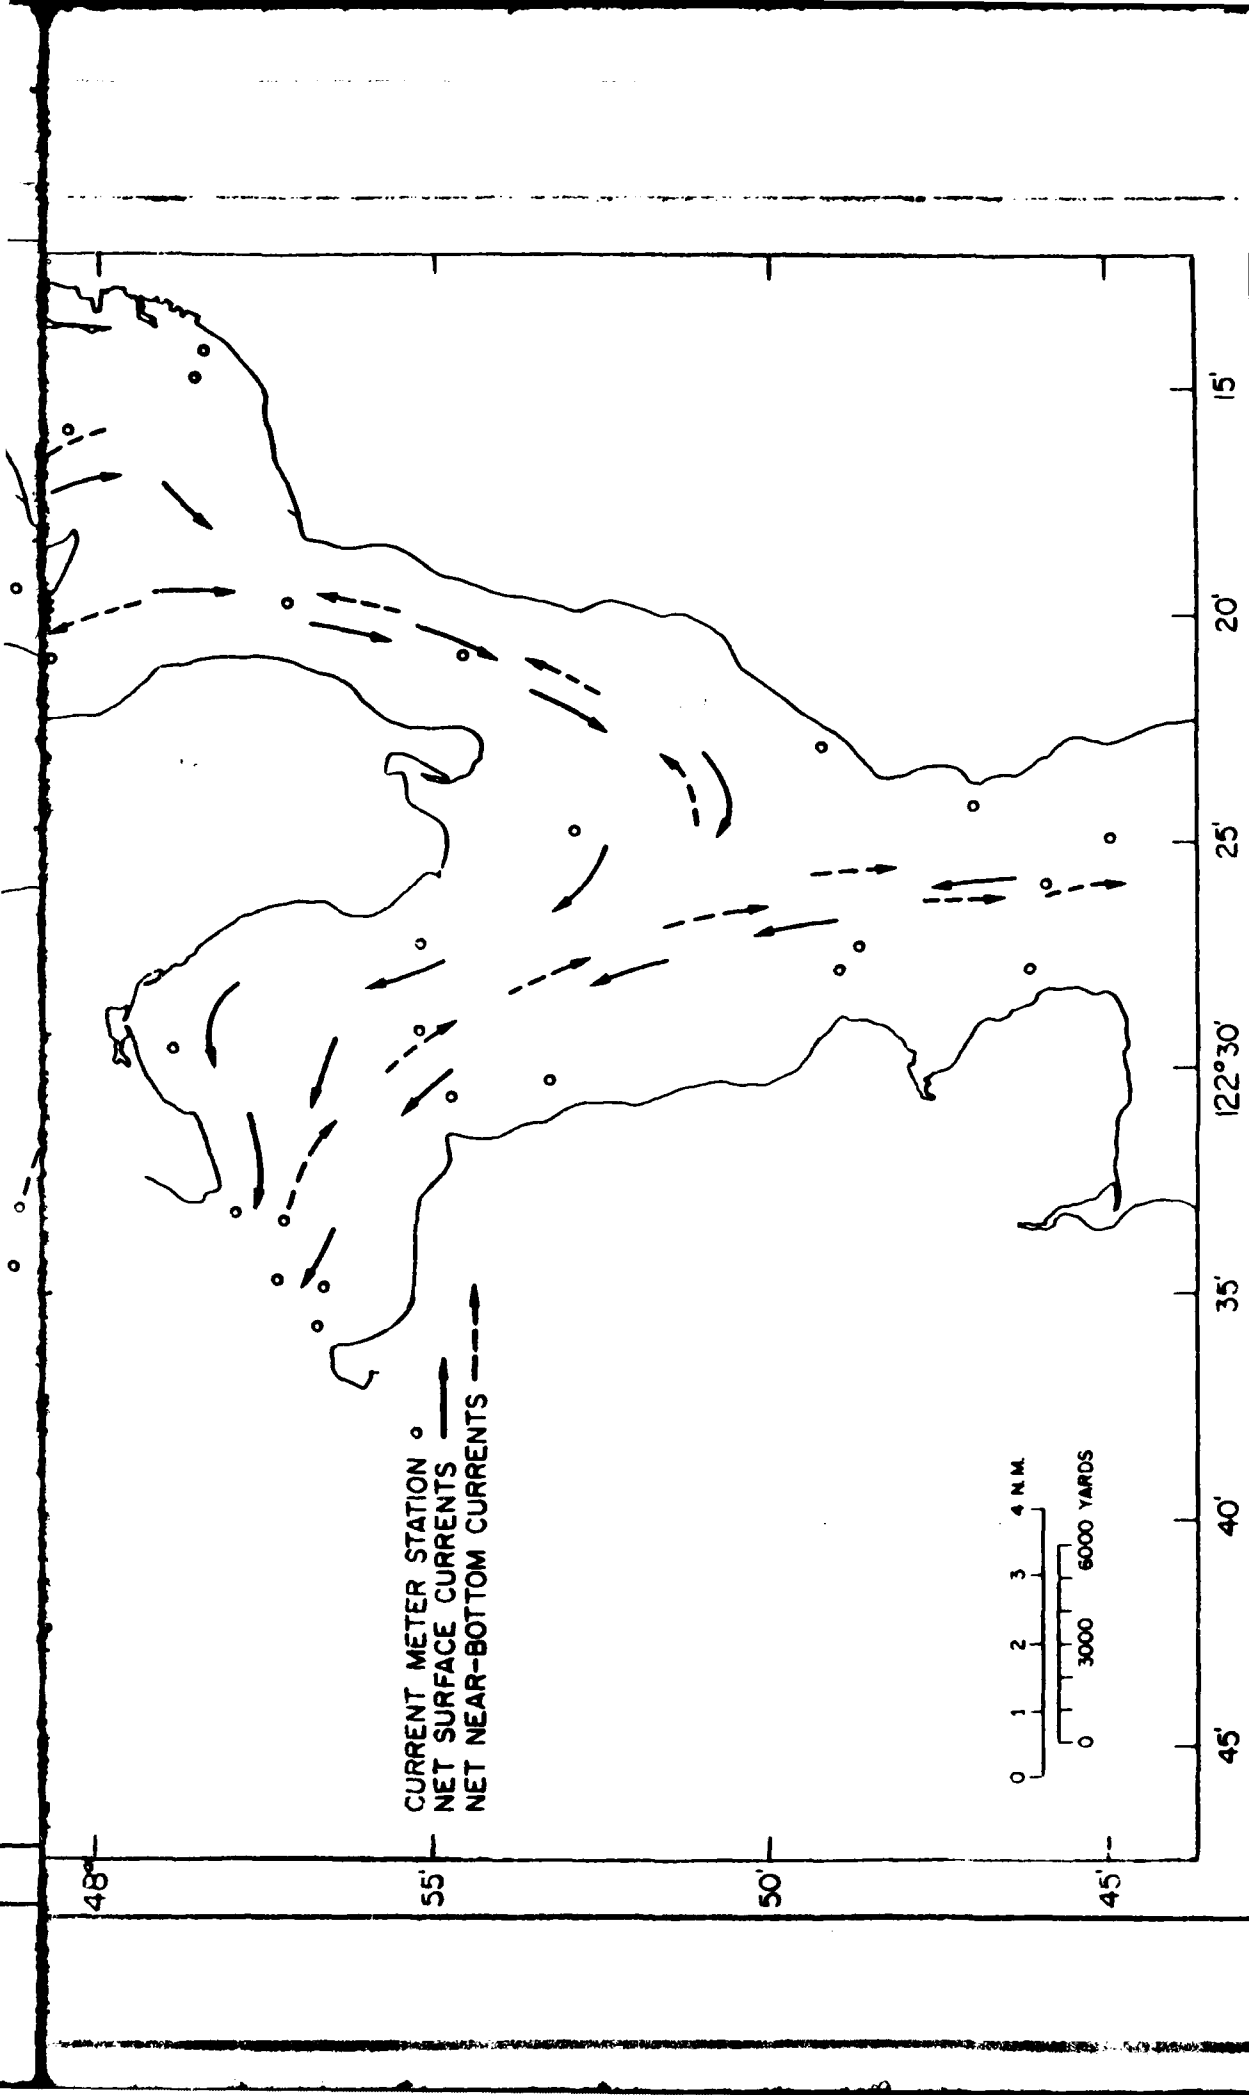 CURRENT METER STATION
NET SURFACE CURRENTS
NET NEAR-BOTTOM CURRENTS
0 1 2 3 4 N.M.
0 3000 6000 YARDS
48°
55'
50'
45'
45'
40'
35'
122°30'
25'
20'
15'